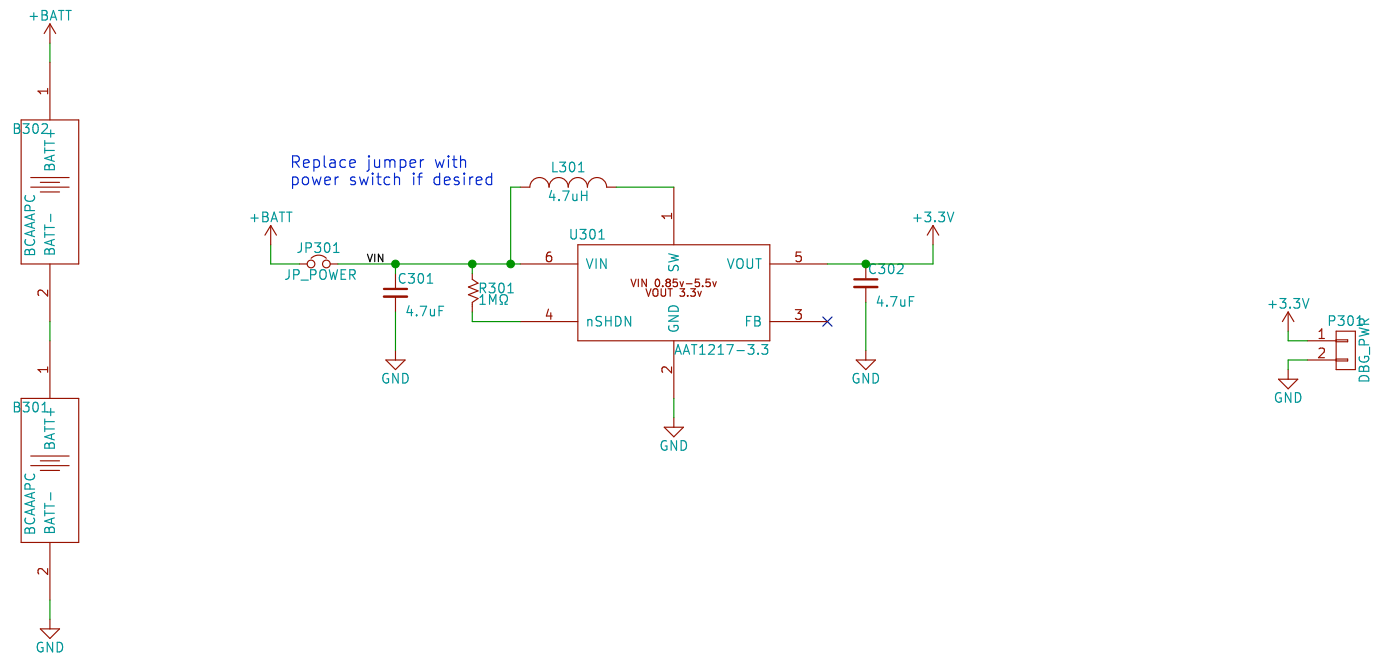 +BATT
1
B302
BATT+
BCAAAPC
BATT-
2
1
B301
BATT+
BCAAAPC
BATT-
2
GND
Replace jumper with
power switch if desired
+BATT
JP301
JP_POWER
VIN
C301
4.7uF
GND
R301
1MΩ
L301
4.7uH
1
U301
6
VIN
SW
VOUT
5
VIN 0.85v-5.5v
VOUT 3.3v
4
nSHDN
GND
FB
3
AAT1217-3.3
2
GND
+3.3V
C302
4.7uF
GND
+3.3V
P301
1
2
DBG_PWR
GND